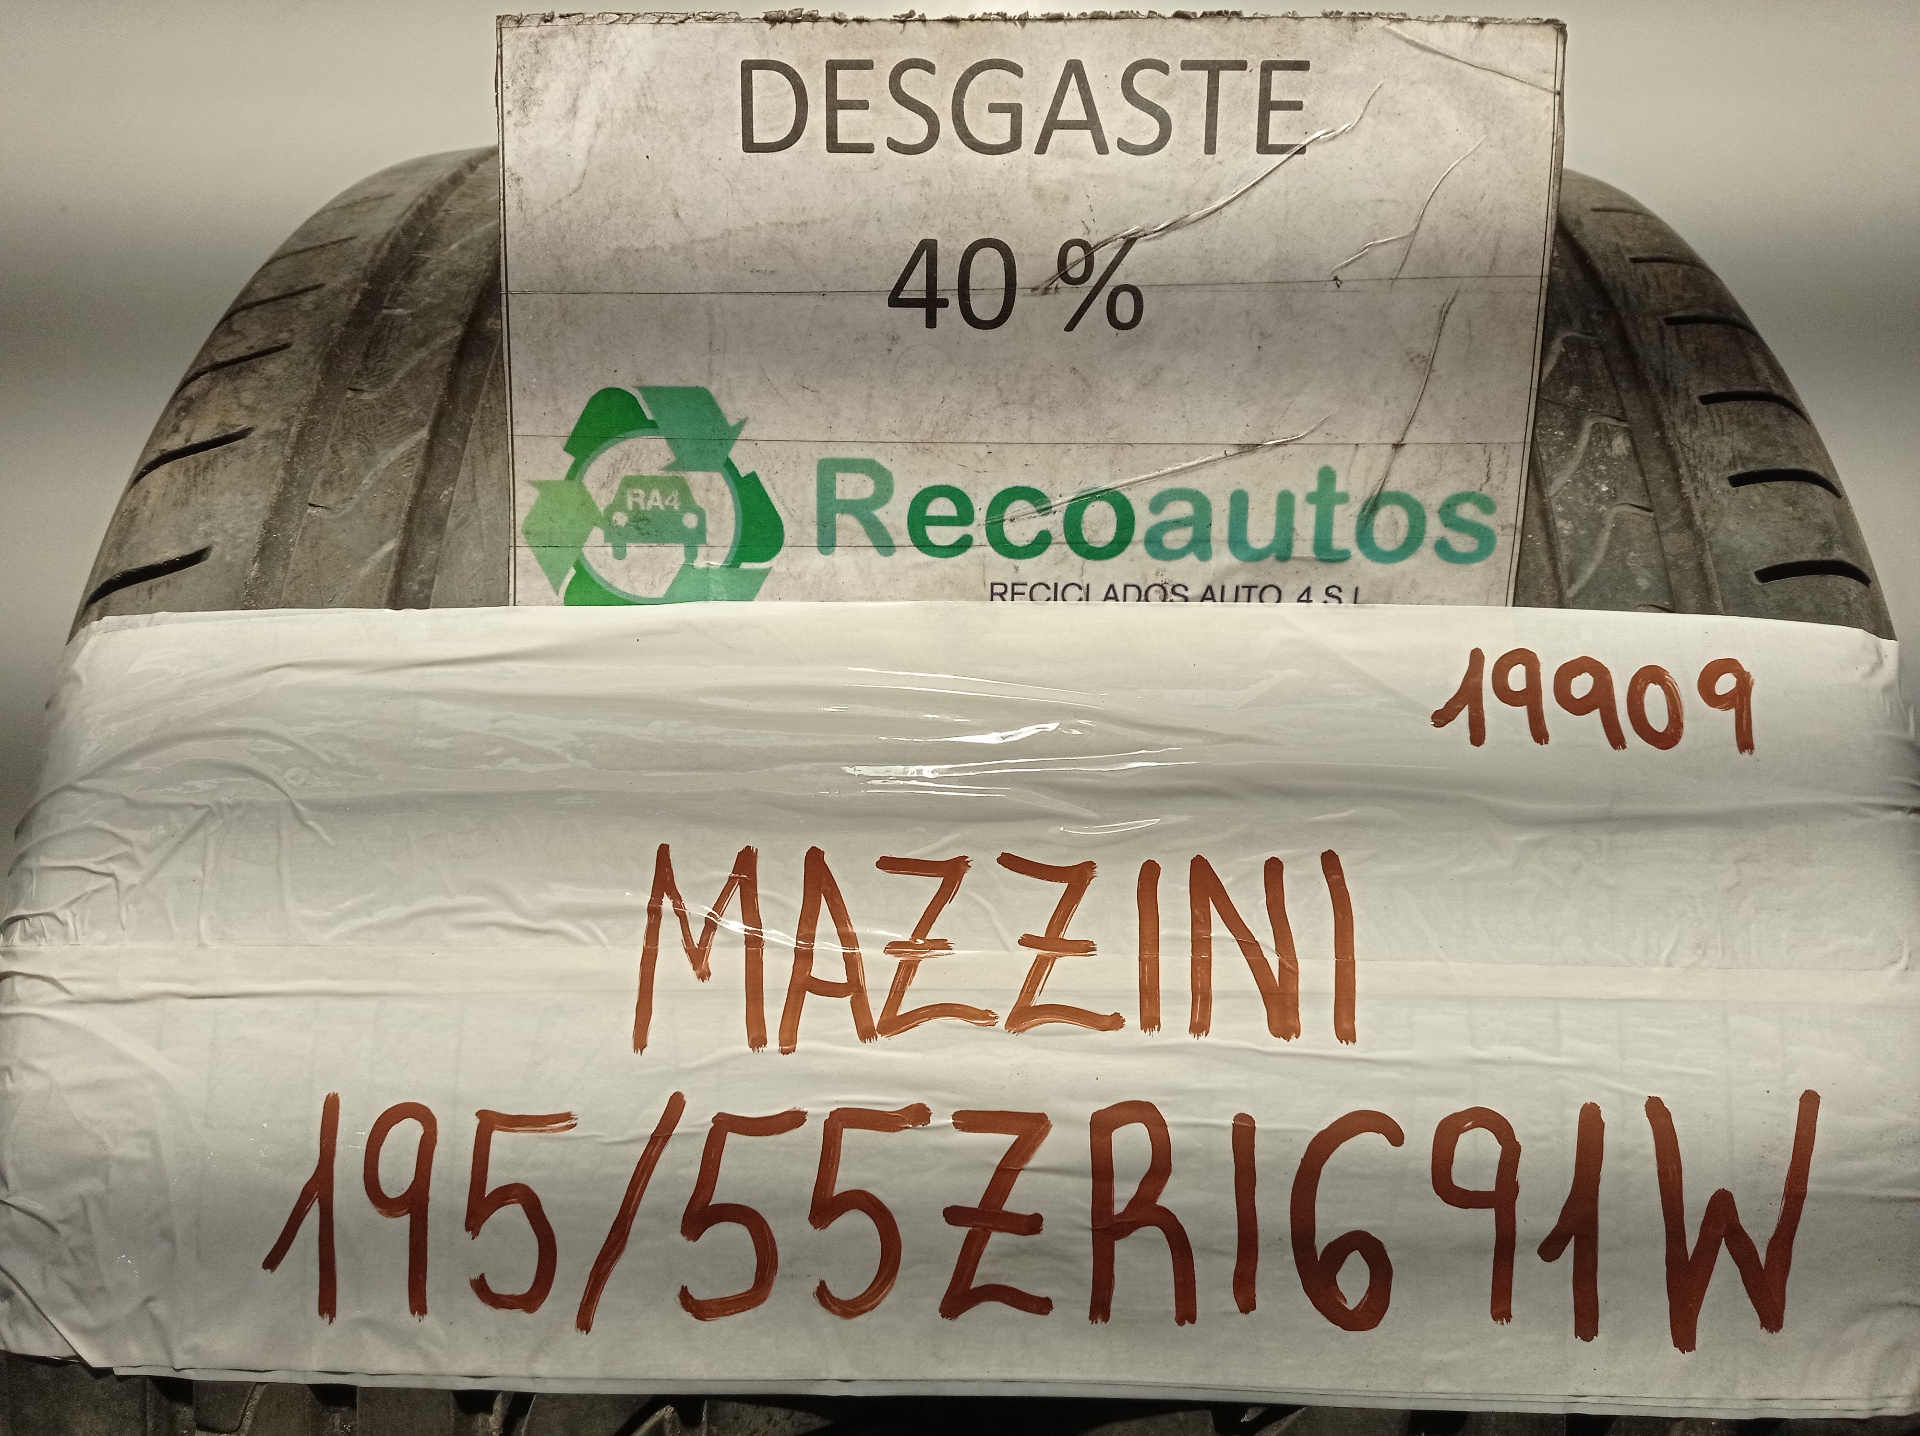 DESGASTE
40 %
RA4
Recoautos
RECICLADOS AUTO 4 S.L.
19909
MAZZINI
195/55ZR1691W